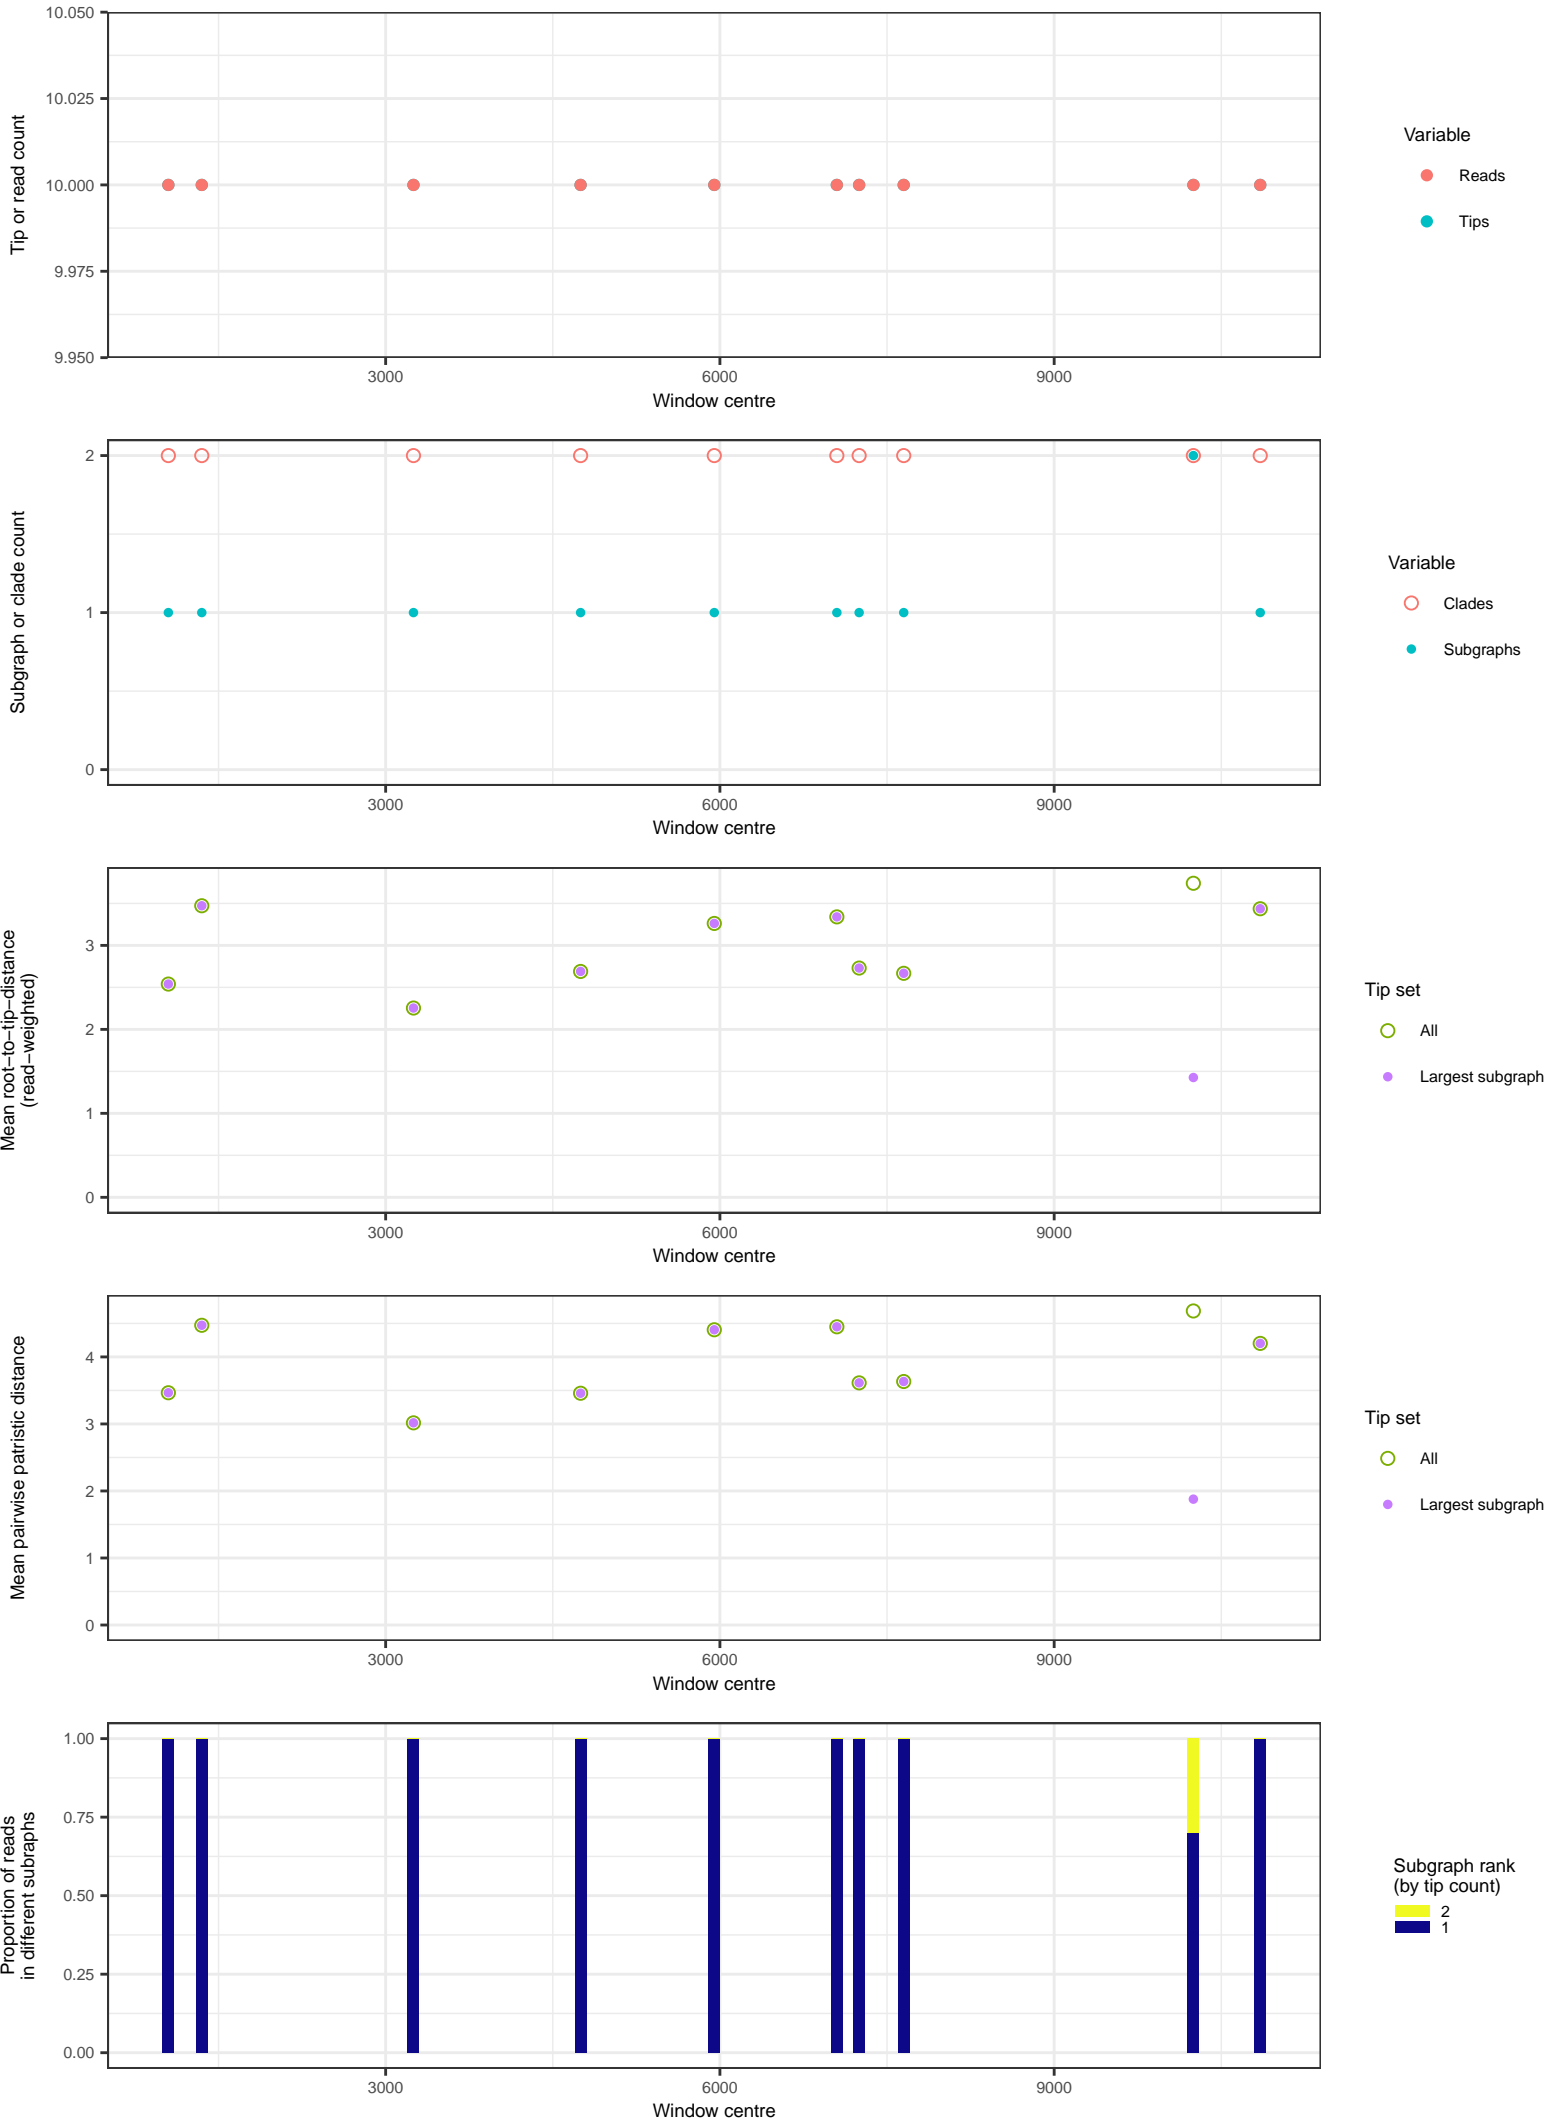 10.050
10.025
10.000
9.975
9.950
Tip or read count
3000
6000
9000
Window centre
Variable
Reads
Tips
2
1
0
Subgraph or clade count
3000
6000
9000
Window centre
Variable
Clades
Subgraphs
3
2
1
0
Mean root−to−tip−distance
(read−weighted)
3000
6000
9000
Window centre
Tip set
All
Largest subgraph
4
3
2
1
0
Mean pairwise patristic distance
3000
6000
9000
Window centre
Tip set
All
Largest subgraph
1.00
0.75
0.50
0.25
0.00
Proportion of reads
in different subraphs
3000
6000
9000
Window centre
Subgraph rank
(by tip count)
2
1